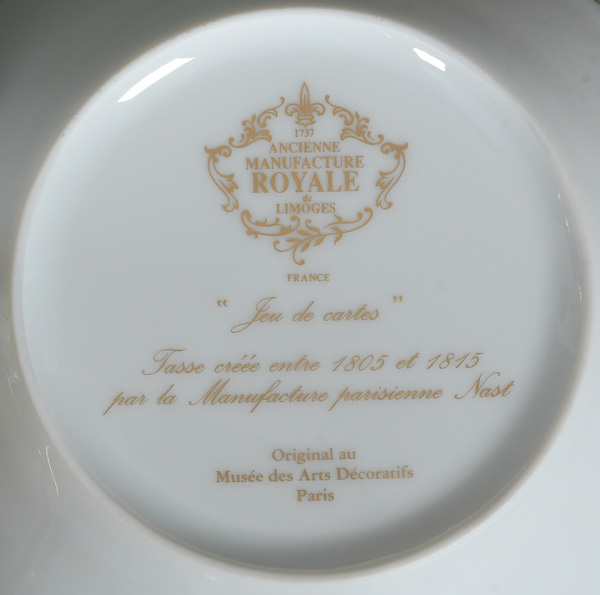 1737
ANCIENNE
MANUFACTURE
ROYALE
de
LIMOGES
FRANCE
" Jeu de cartes "
Tasse créée entre 1805 et 1815
par la Manufacture parisienne Nast
Original au
Musée des Arts Décoratifs
Paris